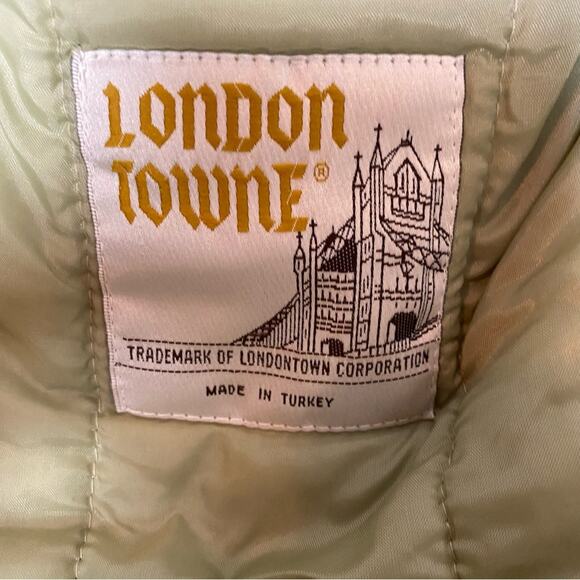 LONDON
TOWNE®
TRADEMARK OF LONDONTOWN CORPORATION
MADE IN TURKEY